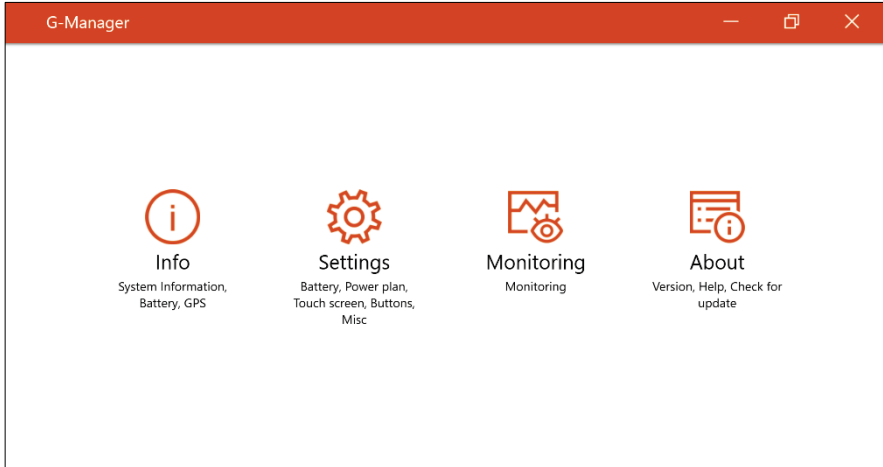 G-Manager
Info
System Information,
Battery, GPS
Settings
Battery, Power plan,
Touch screen, Buttons,
Misc
Monitoring
Monitoring
About
Version, Help, Check for
update